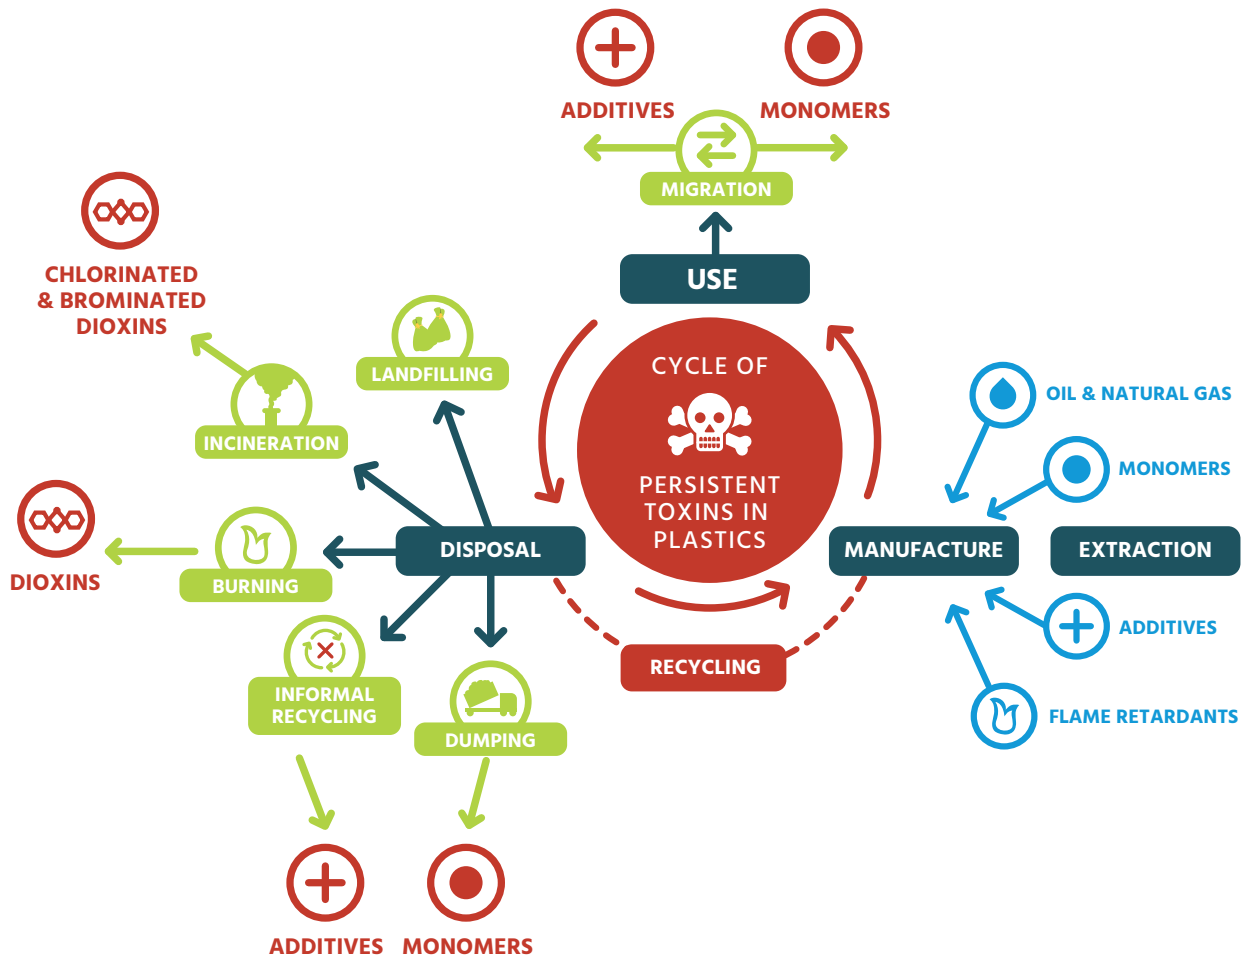 ADDITIVES
MONOMERS
MIGRATION
USE
CHLORINATED
& BROMINATED
DIOXINS
LANDFILLING
INCINERATION
CYCLE OF
PERSISTENT
TOXINS IN
PLASTICS
OIL & NATURAL GAS
MONOMERS
DISPOSAL
MANUFACTURE
EXTRACTION
BURNING
DIOXINS
ADDITIVES
RECYCLING
INFORMAL
RECYCLING
DUMPING
FLAME RETARDANTS
ADDITIVES
MONOMERS